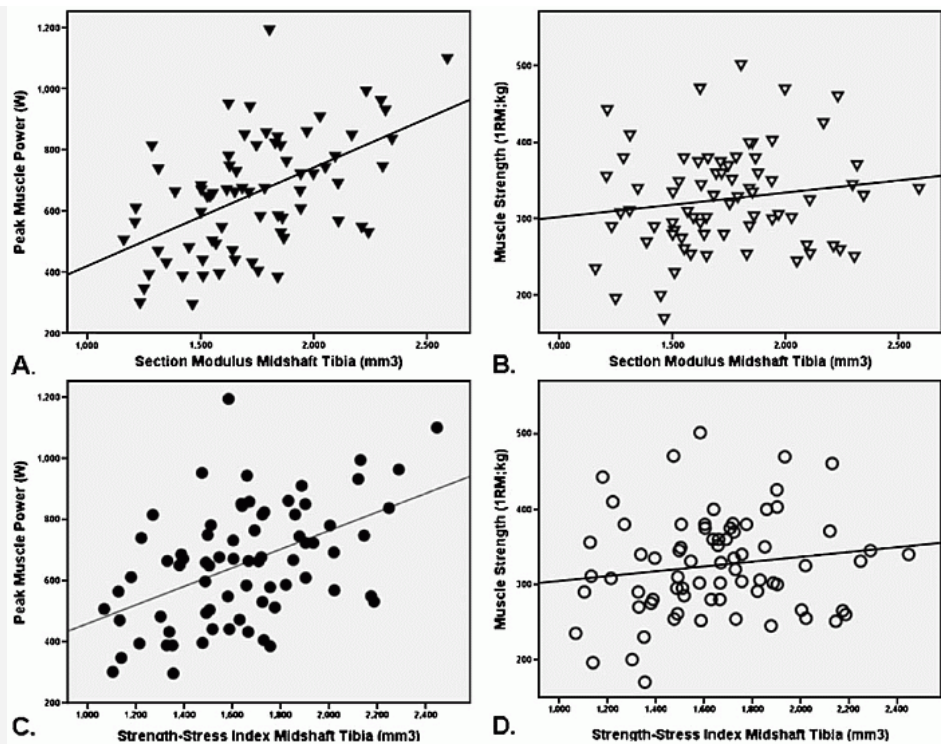 1,200
1,000
800
600
400
200
Peak Muscle Power (W)
1,000 1,500 2,000 2,500
Section Modulus Midshaft Tibia (mm3)
A.
500
400
300
200
Muscle Strength (1RM;kg)
1,000 1,500 2,000 2,500
Section Modulus Midshaft Tibia (mm3)
B.
1,200
1,000
800
600
400
200
Peak Muscle Power (W)
1,000 1,200 1,400 1,600 1,800 2,000 2,200 2,400
Strength-Stress Index Midshaft Tibia (mm3)
C.
500
400
300
200
Muscle Strength (1RM;kg)
1,000 1,200 1,400 1,600 1,800 2,000 2,200 2,400
Strength-Stress Index Midshaft Tibia (mm3)
D.